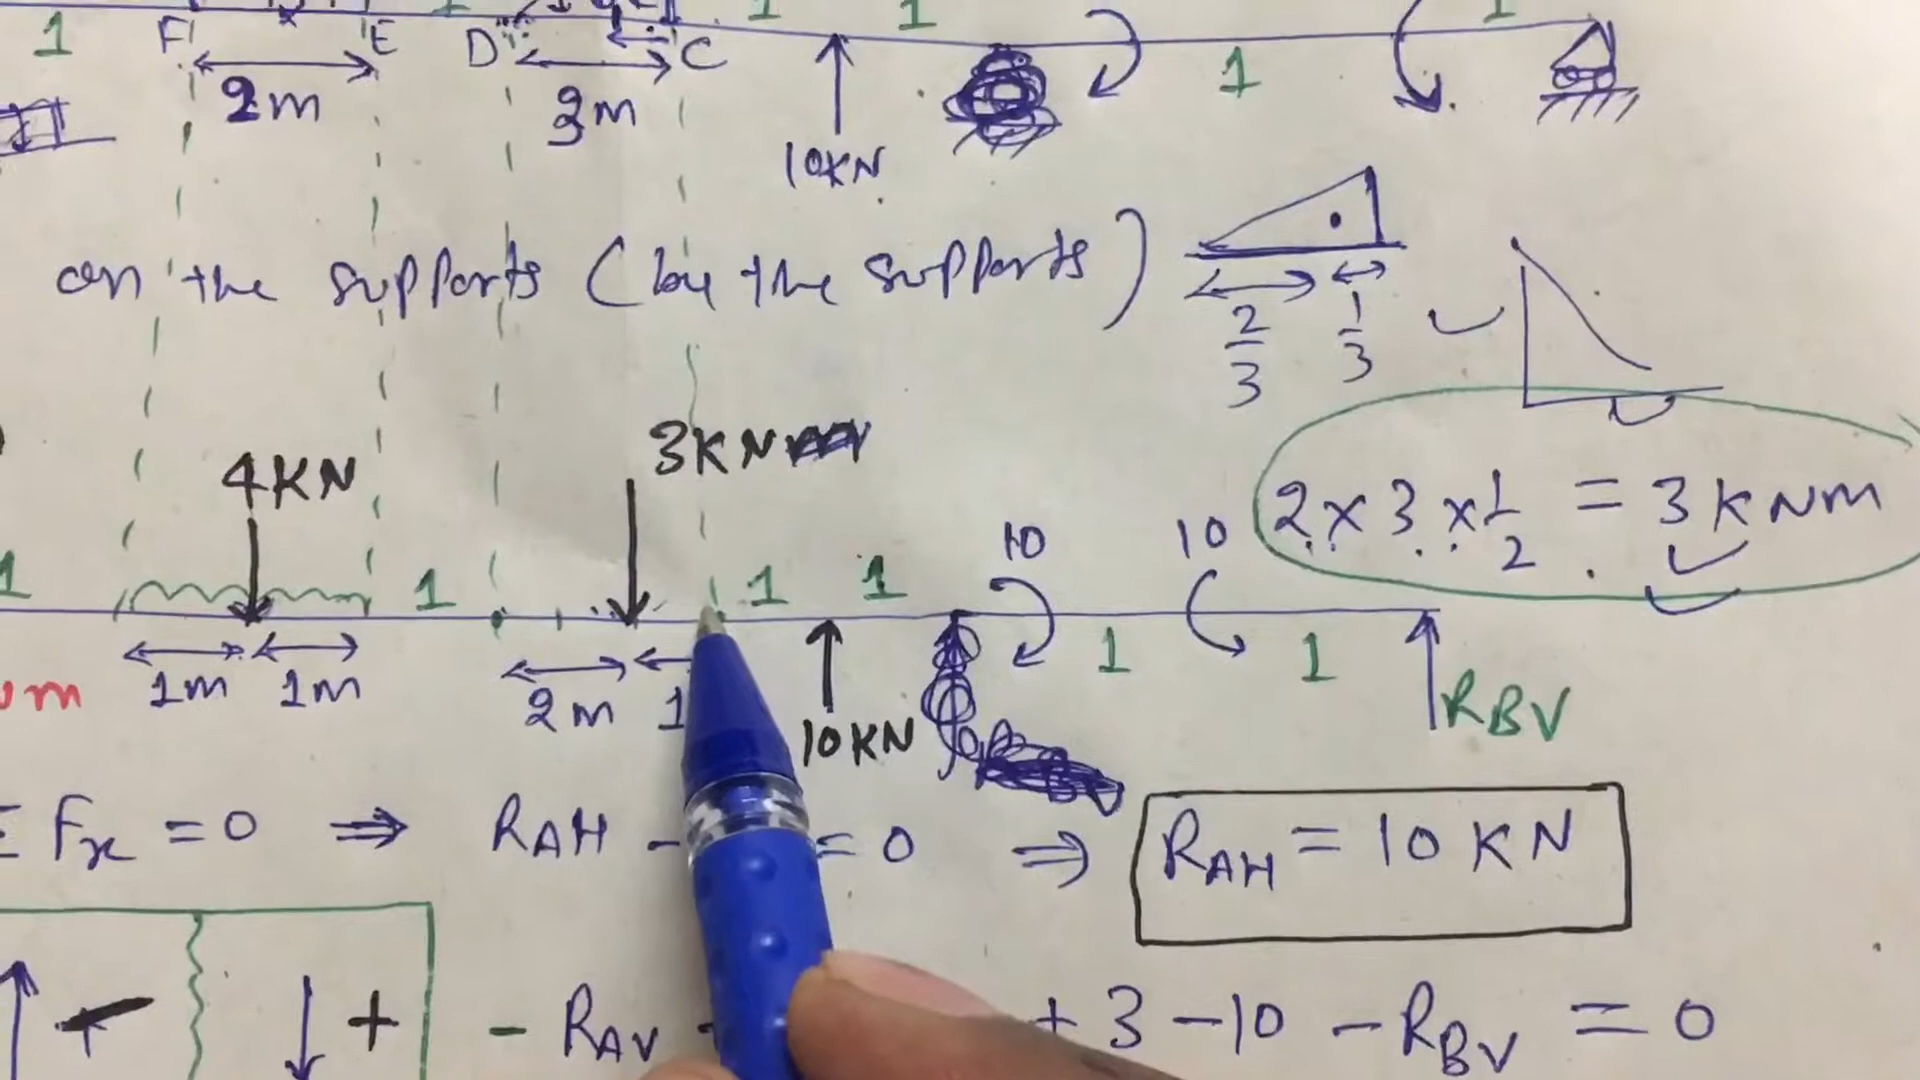 1 1 1 1
1 F E D C 1
2m 3m
10KN
on the supports (by the supports)
2/3 1/3
4KN 3KN
2 x 3 x 1/2 = 3 KNm
10 10
1 1 1 1
1m 1m 2m 1 10KN 1 1 RBV
Fx = 0 ⇒ RAH - = 0 ⇒ RAH = 10 KN
+ - RAV + 3 - 10 - RBV = 0